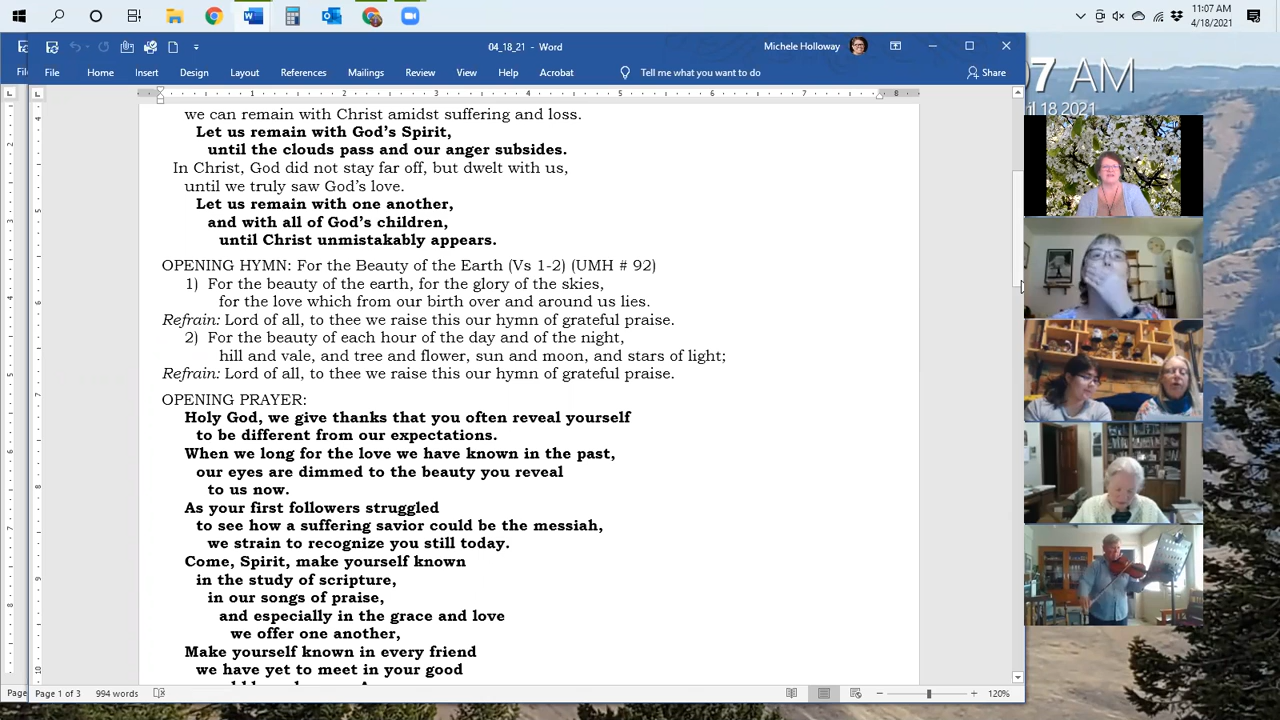 11:07 AM
4/18/2021
04_18_21 - Word
Michele Holloway
File Home Insert Design Layout References Mailings Review View Help Acrobat Tell me what you want to do Share
1 2 3 4 5 6 7 8
07 AM
April 18 2021
we can remain with Christ amidst suffering and loss.
Let us remain with God's Spirit,
until the clouds pass and our anger subsides.
In Christ, God did not stay far off, but dwelt with us,
until we truly saw God's love.
Let us remain with one another,
and with all of God's children,
until Christ unmistakably appears.
OPENING HYMN: For the Beauty of the Earth (Vs 1-2) (UMH # 92)
1) For the beauty of the earth, for the glory of the skies,
for the love which from our birth over and around us lies.
Refrain: Lord of all, to thee we raise this our hymn of grateful praise.
2) For the beauty of each hour of the day and of the night,
hill and vale, and tree and flower, sun and moon, and stars of light;
Refrain: Lord of all, to thee we raise this our hymn of grateful praise.
OPENING PRAYER:
Holy God, we give thanks that you often reveal yourself
to be different from our expectations.
When we long for the love we have known in the past,
our eyes are dimmed to the beauty you reveal
to us now.
As your first followers struggled
to see how a suffering savior could be the messiah,
we strain to recognize you still today.
Come, Spirit, make yourself known
in the study of scripture,
in our songs of praise,
and especially in the grace and love
we offer one another,
Make yourself known in every friend
we have yet to meet in your good
Page 1 of 3 994 words 120%